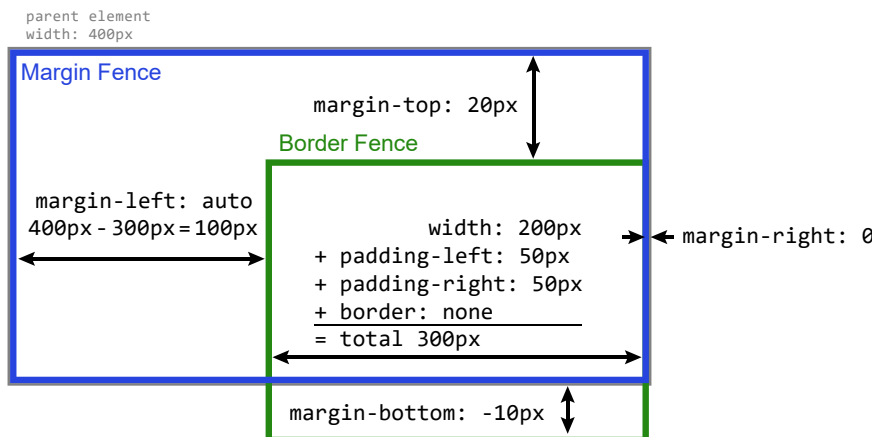 parent element
width: 400px
Margin Fence
margin-top: 20px
Border Fence
margin-left: auto
400px - 300px = 100px
width: 200px
+ padding-left: 50px
+ padding-right: 50px
+ border: none
= total 300px
margin-right: 0
margin-bottom: -10px